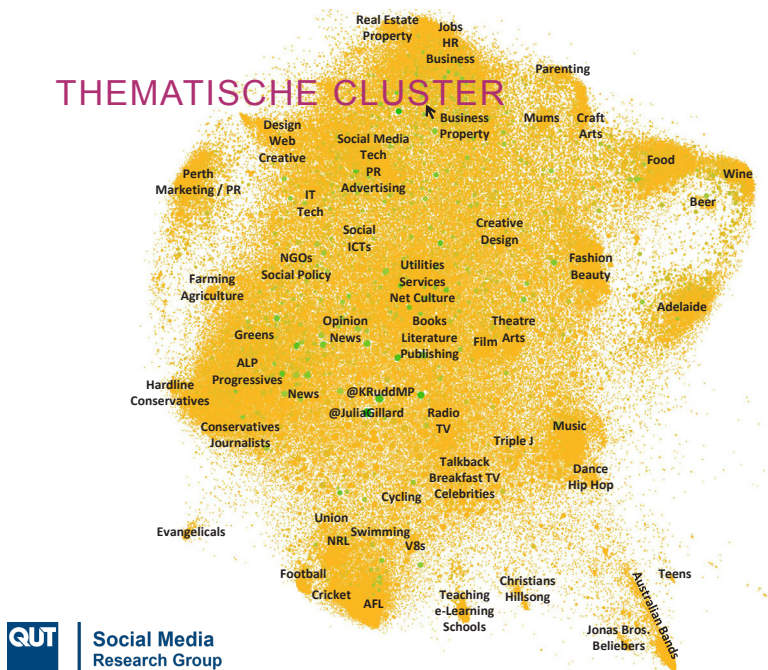 Real Estate
Property
Jobs
HR
Business
THEMATISCHE CLUSTER
Parenting
Business
Property
Mums
Craft
Arts
Design
Web
Creative
Social Media
Tech
PR
Advertising
Perth
Marketing / PR
Food
Wine
Beer
IT
Tech
Social
ICTs
Creative
Design
NGOs
Social Policy
Utilities
Services
Net Culture
Fashion
Beauty
Farming
Agriculture
Adelaide
Greens
Opinion
News
Books
Literature
Publishing
Theatre
Arts
Film
ALP
Progressives
Hardline
Conservatives
News
@KRuddMP
@JuliaGillard
Radio
TV
Conservatives
Journalists
Triple J
Music
Talkback
Breakfast TV
Celebrities
Dance
Hip Hop
Cycling
Evangelicals
Union
NRL
Swimming
V8s
Football
Cricket
AFL
Teaching
e-Learning
Schools
Christians
Hillsong
Teens
Australian Bands
Jonas Bros.
Beliebers
QUT
Social Media
Research Group